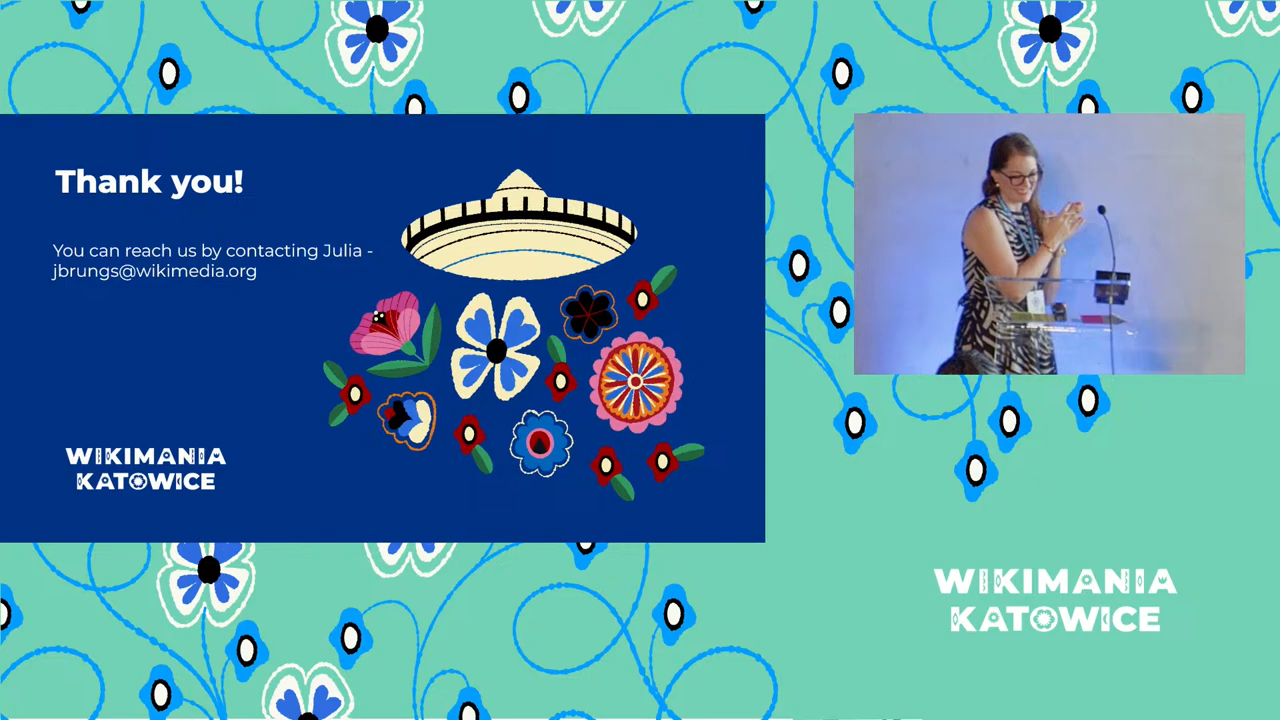 Thank you!
You can reach us by contacting Julia -
jbrungs@wikimedia.org
WIKIMANIA
KATOWICE
WIKIMANIA
KATOWICE